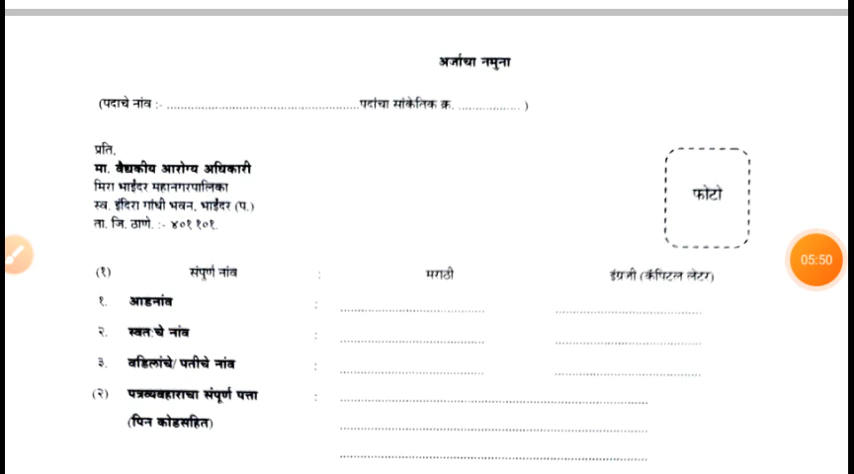 अर्जाचा नमुना
(पदाचे नांव :- ........................................................पदांचा सांकेतिक क्र. .................. )
प्रति,
मा. वैद्यकीय आरोग्य अधिकारी
मिरा भाईंदर महानगरपालिका
स्व. इंदिरा गांधी भवन, भाईंदर (प.)
ता. जि. ठाणे. :- ४०१ १०१.
फोटो
05:50
(१) संपूर्ण नांव : मराठी इंग्रजी (कॅपिटल लेटर)
१. आडनांव : .......................................... ..........................................
२. स्वतःचे नांव : .......................................... ..........................................
३. वडिलांचे/ पतीचे नांव : .......................................... ..........................................
(२) पत्रव्यवहाराचा संपूर्ण पत्ता : ..........................................................................................
(पिन कोडसहित) ..........................................................................................
..........................................................................................